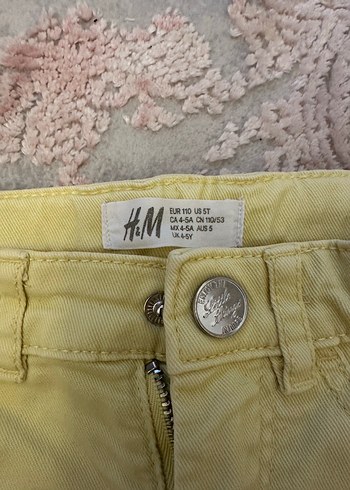 H&M
EUR 110 US 5T
CA 4-5A CN 110/53
MX 4-5A AUS 5
UK 4-5Y